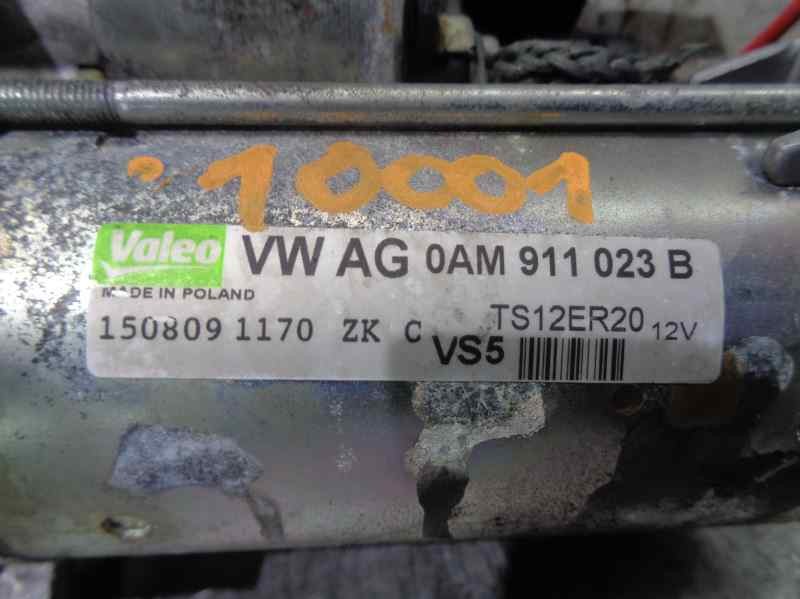 10001
Valeo VW AG 0AM 911 023 B
MADE IN POLAND
150809 1170 ZK C TS12ER20 12V
VS5